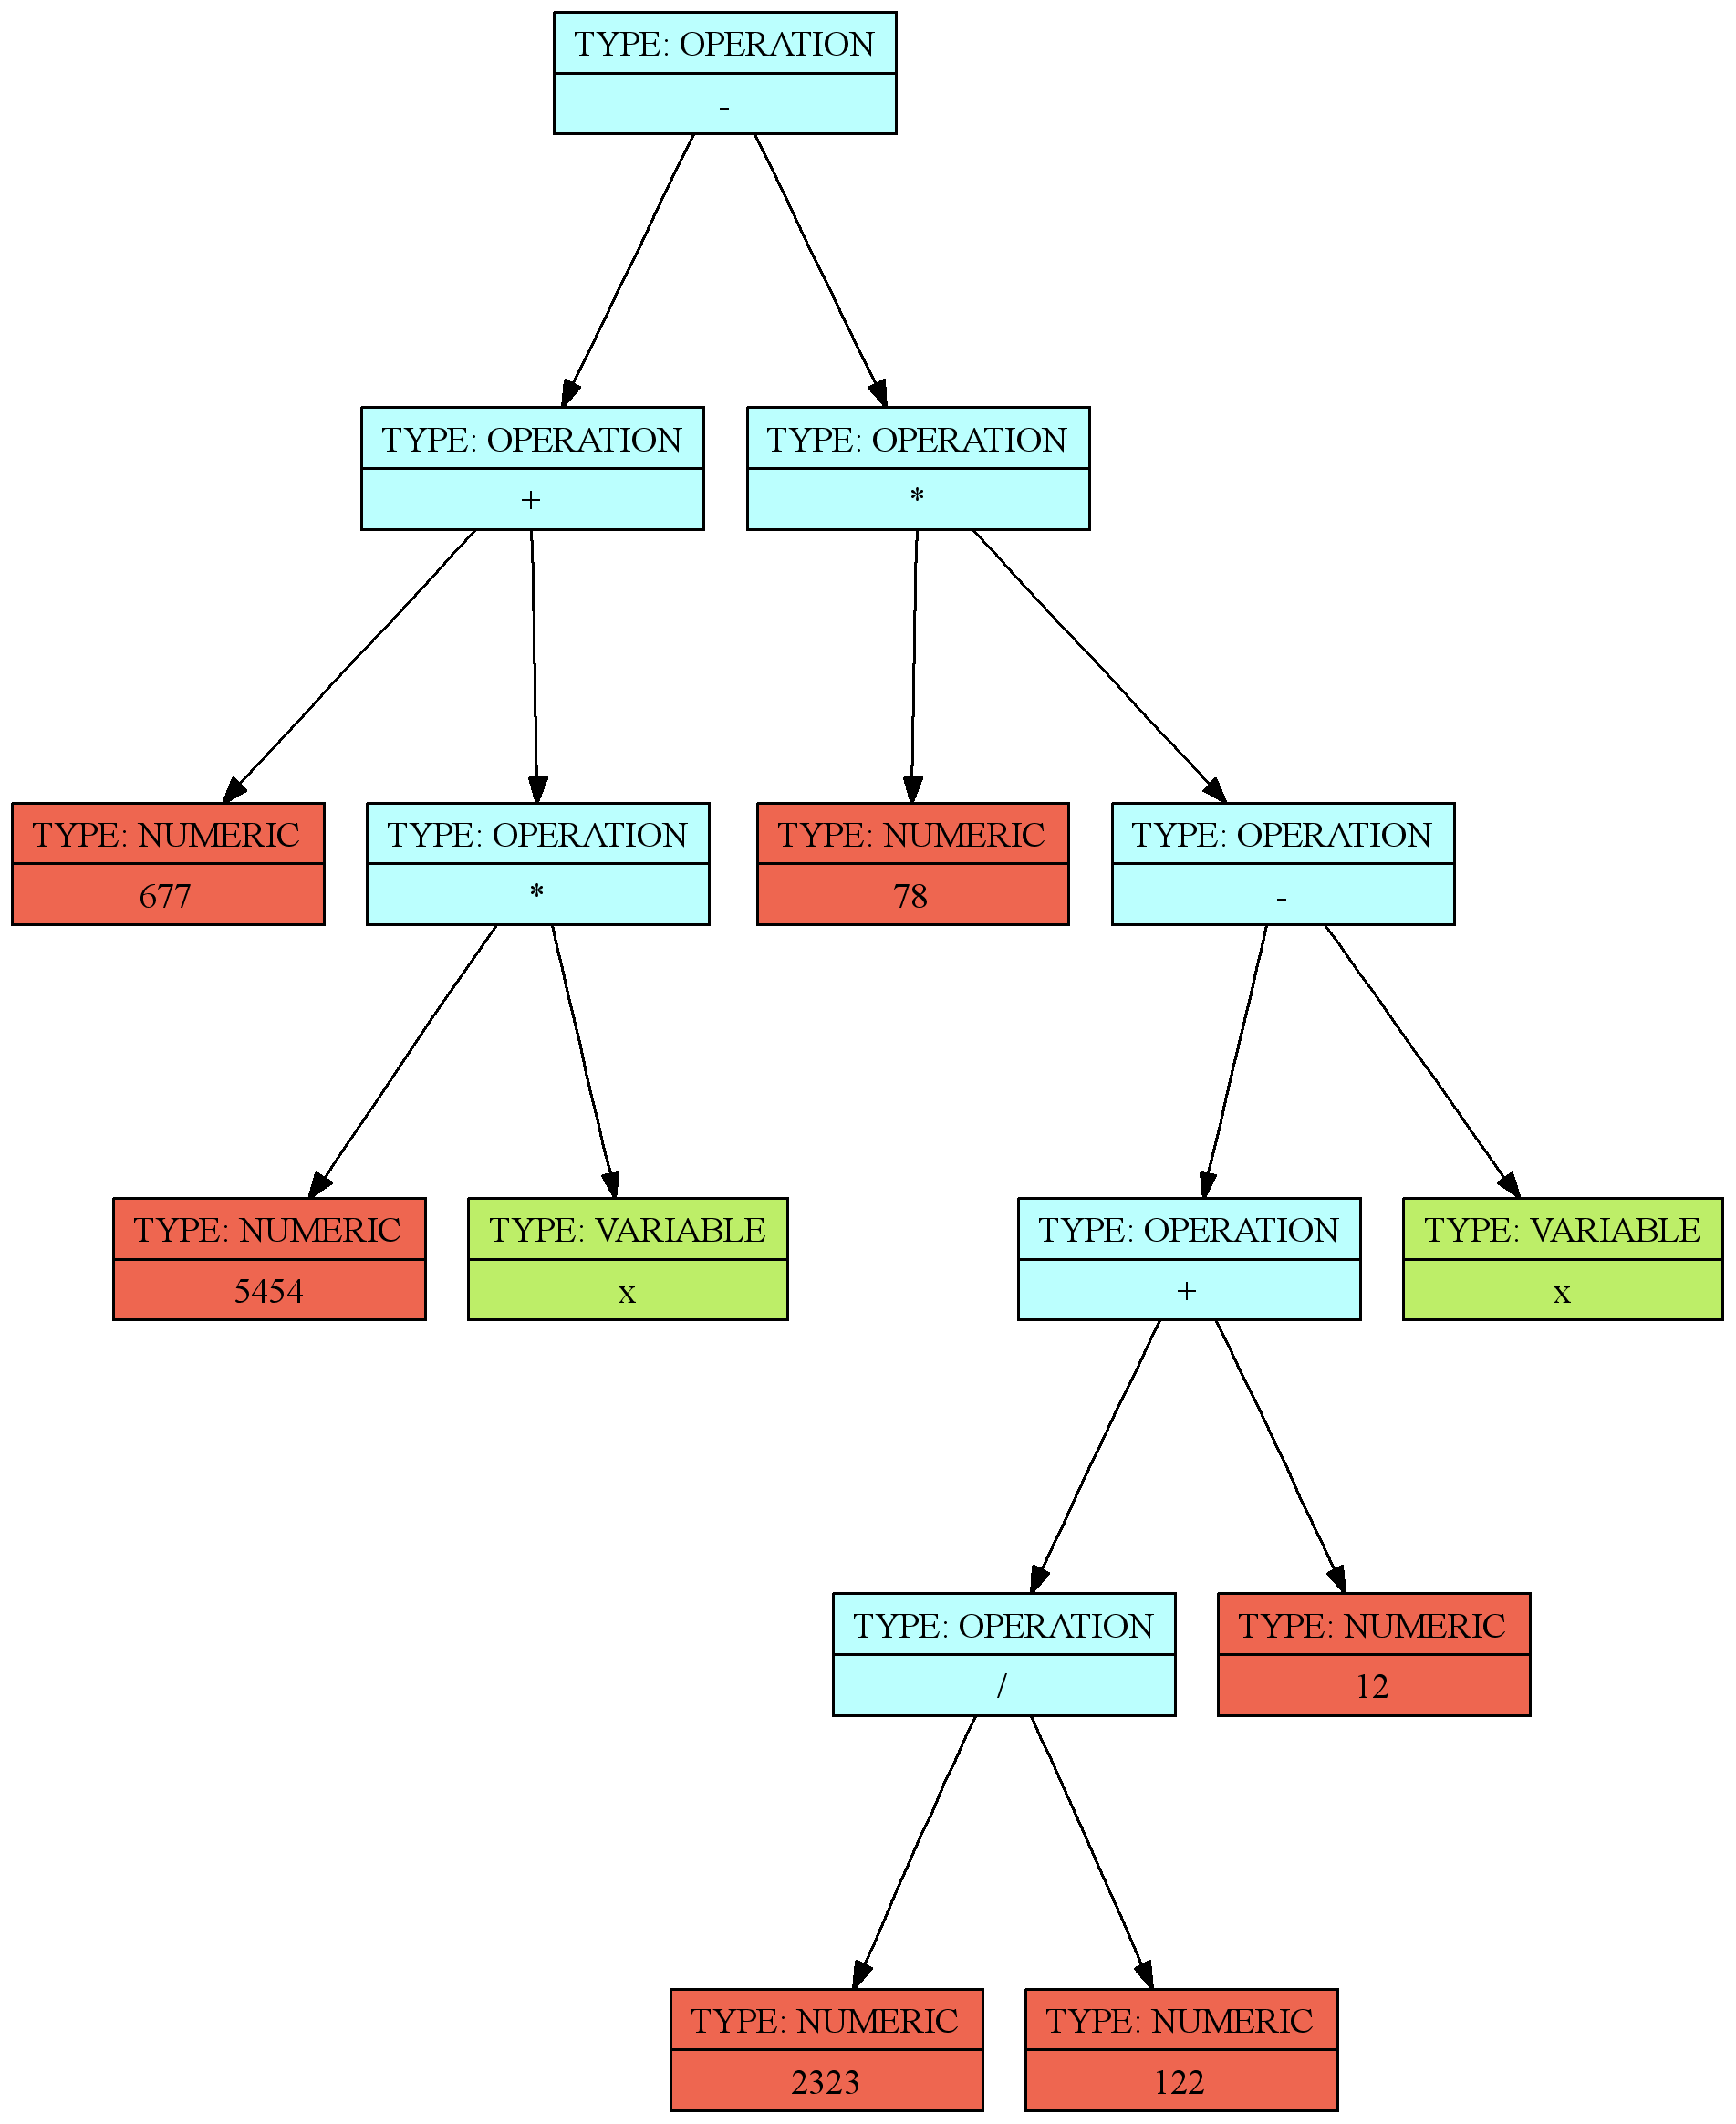 TYPE: OPERATION
-
TYPE: OPERATION
+
TYPE: OPERATION
*
TYPE: NUMERIC
677
TYPE: OPERATION
*
TYPE: NUMERIC
78
TYPE: OPERATION
-
TYPE: NUMERIC
5454
TYPE: VARIABLE
x
TYPE: OPERATION
+
TYPE: VARIABLE
x
TYPE: OPERATION
/
TYPE: NUMERIC
12
TYPE: NUMERIC
2323
TYPE: NUMERIC
122